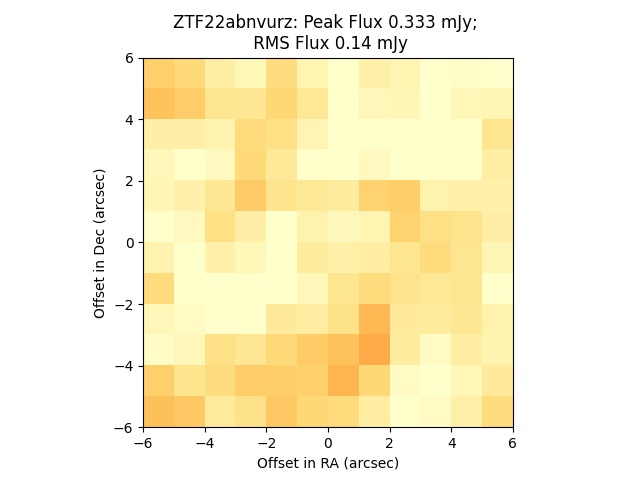 ZTF22abnvurz: Peak Flux 0.333 mJy;
RMS Flux 0.14 mJy
6
4
2
0
−2
−4
−6
Offset in Dec (arcsec)
−6 −4 −2 0 2 4 6
Offset in RA (arcsec)